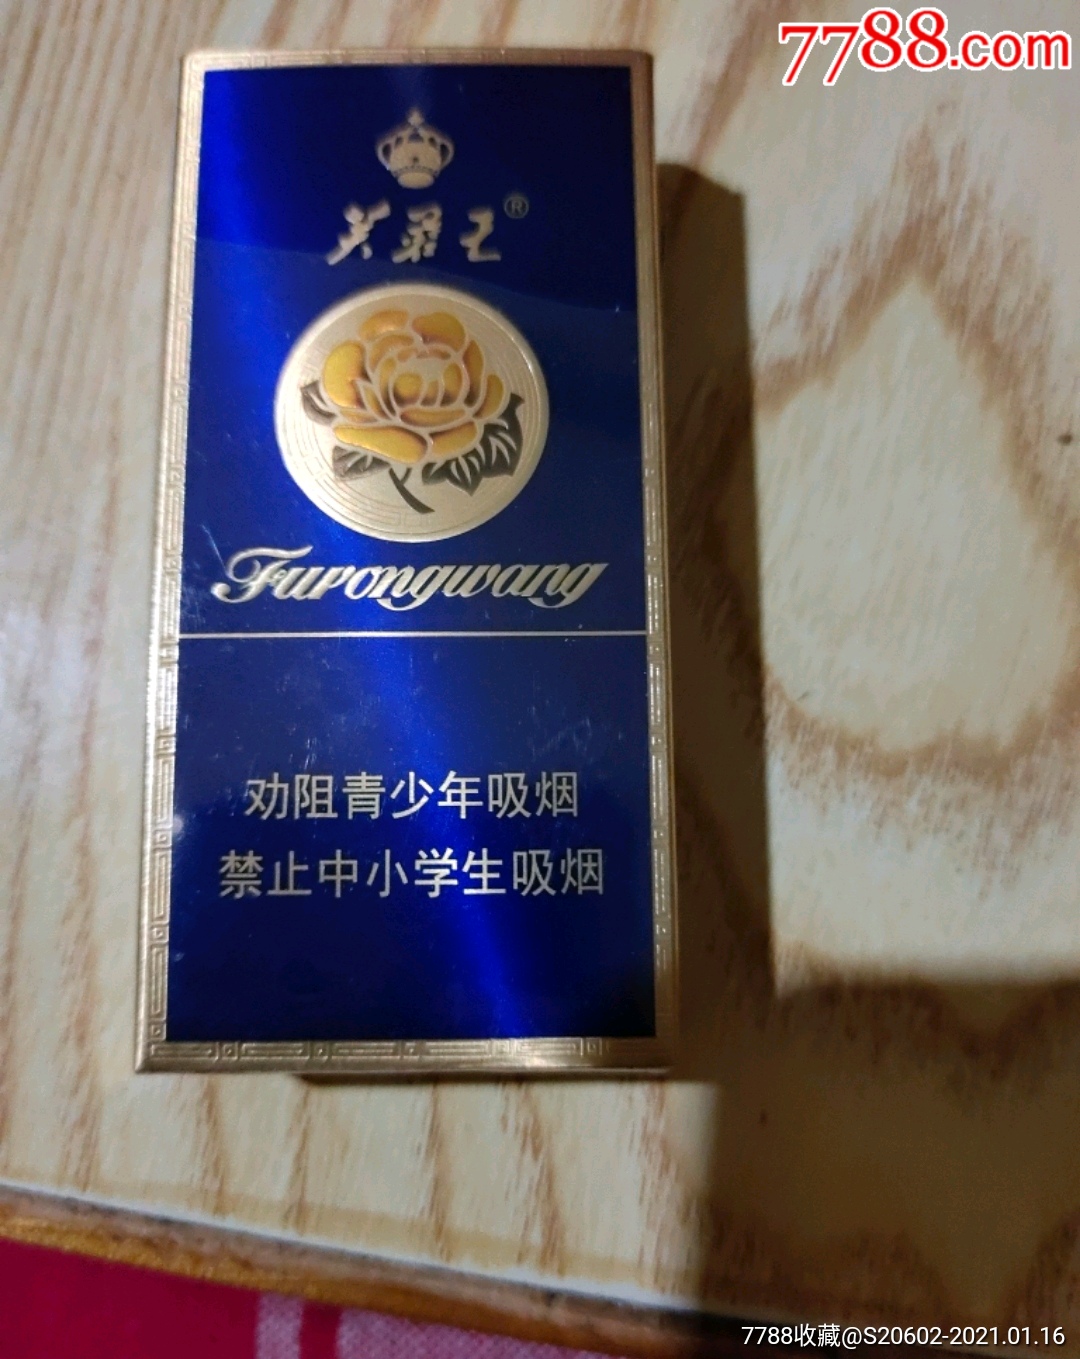 7788.com
芙蓉王®
Furongwang
劝阻青少年吸烟
禁止中小学生吸烟
7788收藏@S20602-2021.01.16